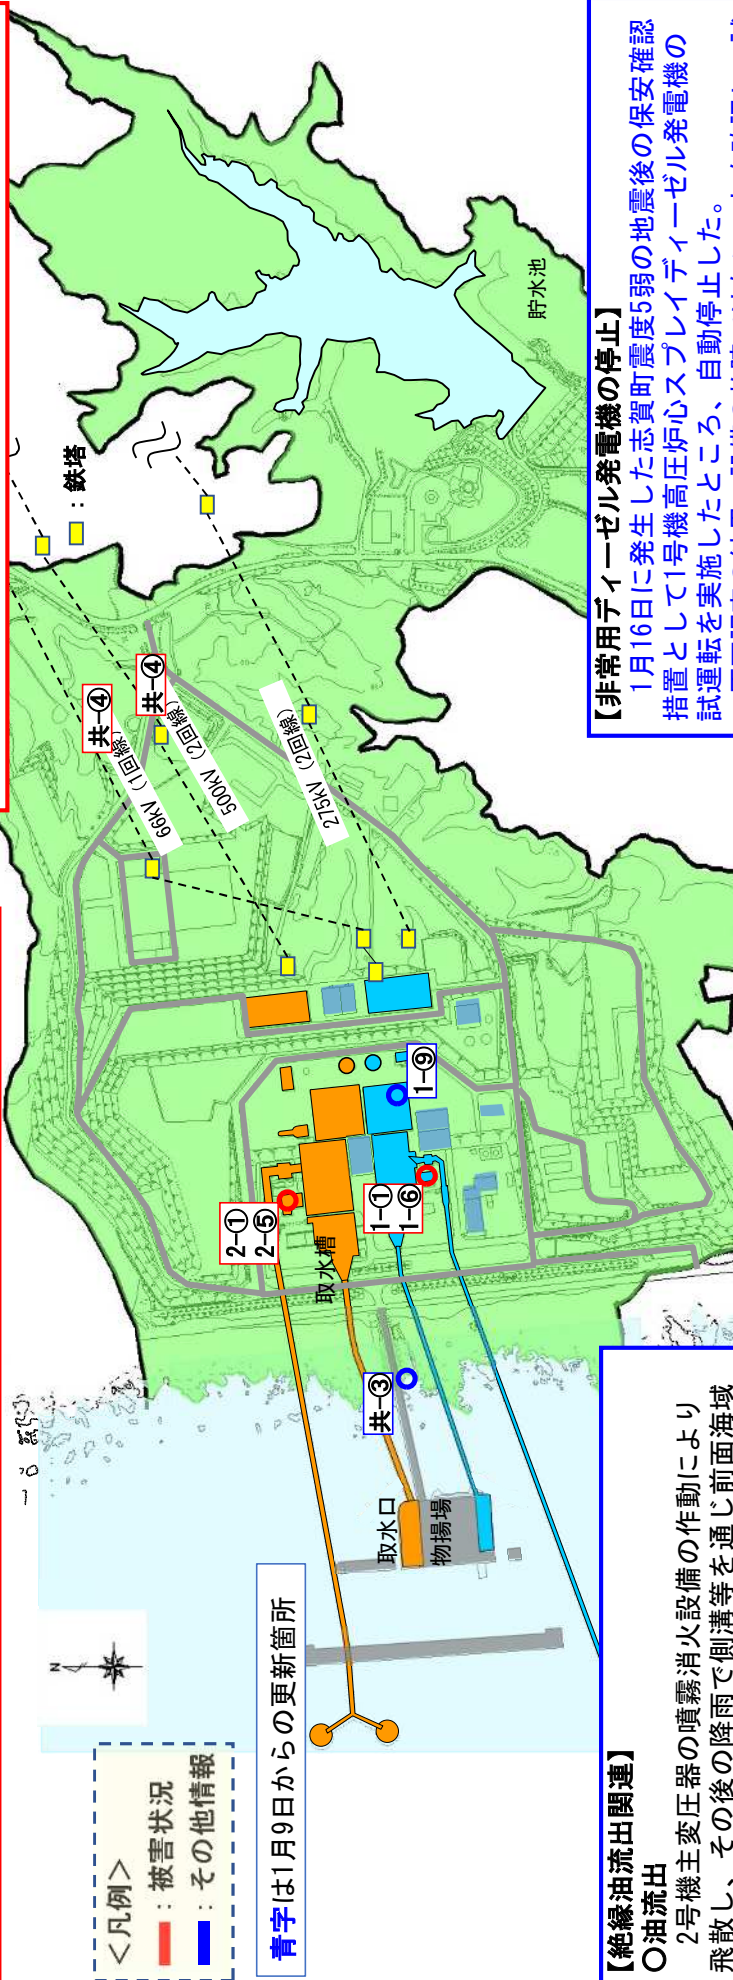 <凡例>
：被害状況
：その他情報
N
青字は1月9日からの更新箇所
：鉄塔
共-④
共-④
66kV（1回線）
500kV（2回線）
275kV（2回線）
貯水池
2-①
2-⑤
取水槽
1-①
1-⑥
1-⑨
共-③
取水口
物揚場
【絶縁油流出関連】
○油流出
2号機主変圧器の噴霧消火設備の作動により
飛散し、その後の降雨で側溝等を通じ前面海域
【非常用ディーゼル発電機の停止】
1月16日に発生した志賀町震度5弱の地震後の保安確認
措置として1号機高圧炉心スプレイディーゼル発電機の
試運転を実施したところ、自動停止した。